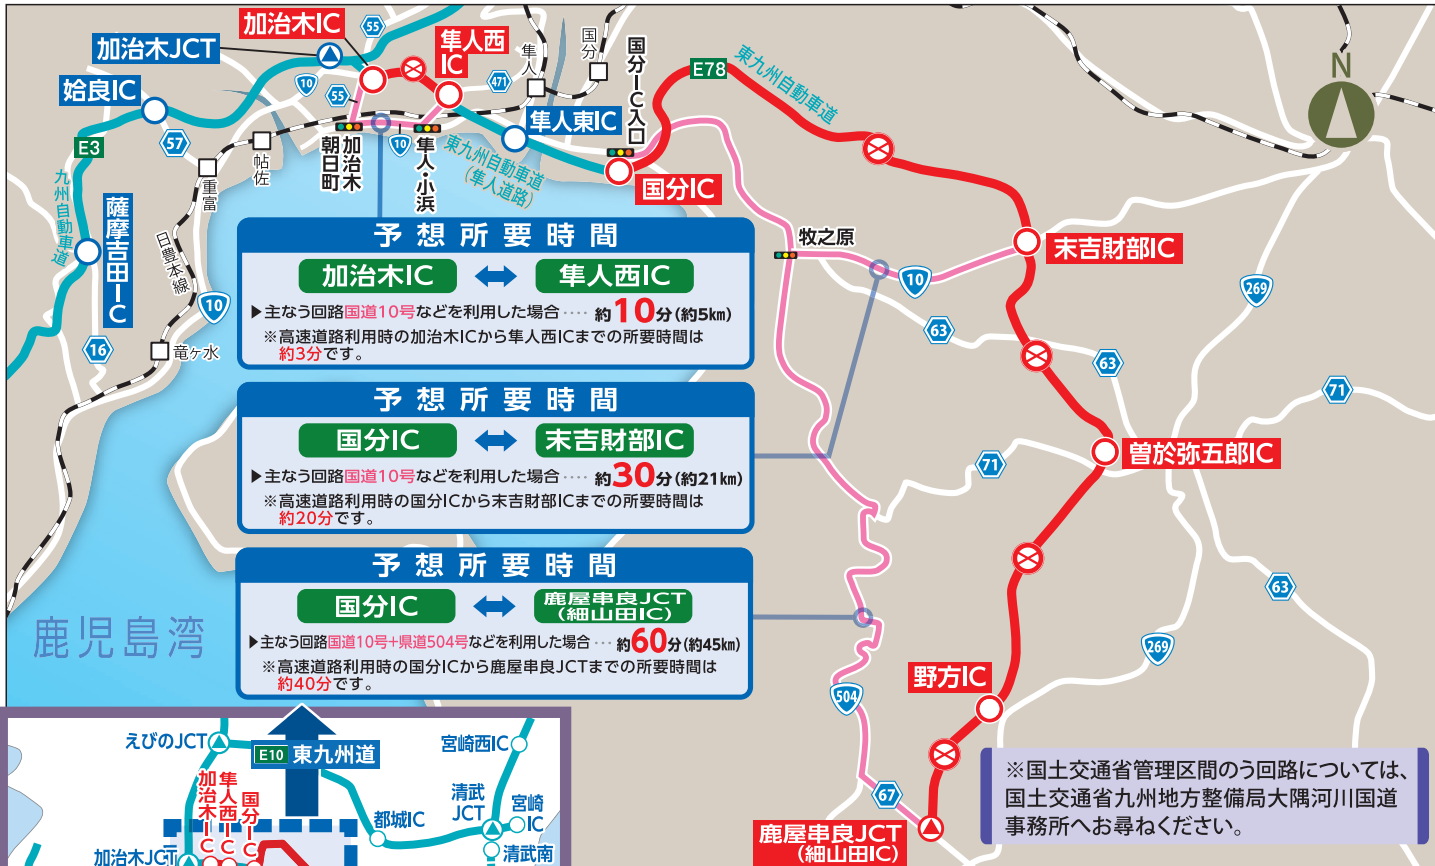 加治木IC
加治木JCT
姶良IC
隼人西
IC
隼人
国分
国分IC入口
E78
東九州自動車道
N
55
10
55
471
57
E3
九州自動車道
薩摩吉田IC
帖佐
重富
日豊本線
10
16
竜ヶ水
加治木
朝日町
10
隼人・小浜
隼人東IC
東九州自動車道
(隼人道路)
国分IC
牧之原
末吉財部IC
10
269
63
63
71
71
曽於弥五郎IC
63
269
野方IC
504
67
鹿屋串良JCT
(細山田IC)
鹿児島湾
予想所要時間
加治木IC
隼人西IC
▶主なう回路国道10号などを利用した場合‥‥ 約10分(約5km)
※高速道路利用時の加治木ICから隼人西ICまでの所要時間は
約3分です。
予想所要時間
国分IC
末吉財部IC
▶主なう回路国道10号などを利用した場合‥‥ 約30分(約21km)
※高速道路利用時の国分ICから末吉財部ICまでの所要時間は
約20分です。
予想所要時間
国分IC
鹿屋串良JCT
(細山田IC)
▶主なう回路国道10号+県道504号などを利用した場合‥‥ 約60分(約45km)
※高速道路利用時の国分ICから鹿屋串良JCTまでの所要時間は
約40分です。
※国土交通省管理区間のう回路については、
国土交通省九州地方整備局大隅河川国道
事務所へお尋ねください。
えびのJCT
E10 東九州道
宮崎西IC
加治木IC
隼人西IC
国分IC
都城IC
清武
JCT
宮崎
IC
清武南
加治木JCT